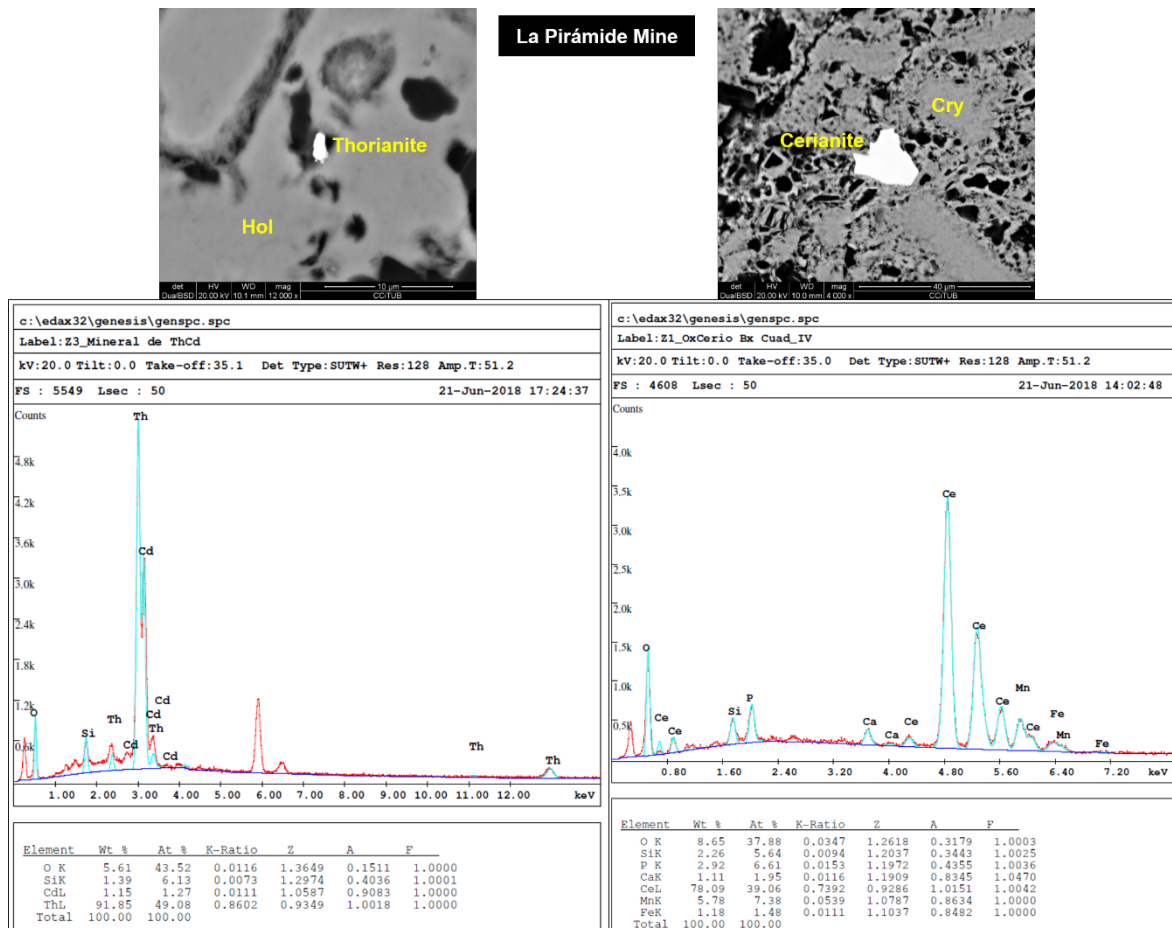 La Pirámide Mine
Thorianite
Hol
det HV WD mag
DualBSD 20.00 kV 10.1 mm 12 000 x
10 µm
CCiTUB
Cry
Cerianite
det HV WD mag
DualBSD 20.00 kV 10.0 mm 4 000 x
40 µm
CCiTUB
c:\edax32\genesis\genspc.spc
Label:Z3_Mineral de ThCd
kV:20.0 Tilt:0.0 Take-off:35.1 Det Type:SUTW+ Res:128 Amp.T:51.2
FS : 5549 Lsec : 50 21-Jun-2018 17:24:37
Counts
Th
4.8k
4.2k
3.6k
Cd
3.0k
2.4k
1.8k
1.2k
Cd
O
Th
Cd
Th
0.6k
Si
Cd
Cd
Th
Th
1.00 2.00 3.00 4.00 5.00 6.00 7.00 8.00 9.00 10.00 11.00 12.00 keV
Element Wt % At % K-Ratio Z A F
O K 5.61 43.52 0.0116 1.3649 0.1511 1.0000
SiK 1.39 6.13 0.0073 1.2974 0.4036 1.0001
CdL 1.15 1.27 0.0111 1.0587 0.9083 1.0000
ThL 91.85 49.08 0.8602 0.9349 1.0018 1.0000
Total 100.00 100.00
c:\edax32\genesis\genspc.spc
Label:Z1_OxCerio Bx Cuad_IV
kV:20.0 Tilt:0.0 Take-off:35.0 Det Type:SUTW+ Res:128 Amp.T:51.2
FS : 4608 Lsec : 50 21-Jun-2018 14:02:48
Counts
4.0k
3.5k
Ce
3.0k
2.5k
2.0k
Ce
1.5k
O
1.0k
P
Mn
Ce
Si
Ce
Ca
Ce
Fe
0.5k
Ce
Ca
Ce
Mn
Fe
0.80 1.60 2.40 3.20 4.00 4.80 5.60 6.40 7.20 keV
Element Wt % At % K-Ratio Z A F
O K 8.65 37.88 0.0347 1.2618 0.3179 1.0003
SiK 2.26 5.64 0.0094 1.2037 0.3443 1.0025
P K 2.92 6.61 0.0153 1.1972 0.4355 1.0036
CaK 1.11 1.95 0.0116 1.1909 0.8345 1.0470
CeL 78.09 39.06 0.7392 0.9286 1.0151 1.0042
MnK 5.78 7.38 0.0539 1.0787 0.8634 1.0000
FeK 1.18 1.48 0.0111 1.1037 0.8482 1.0000
Total 100.00 100.00